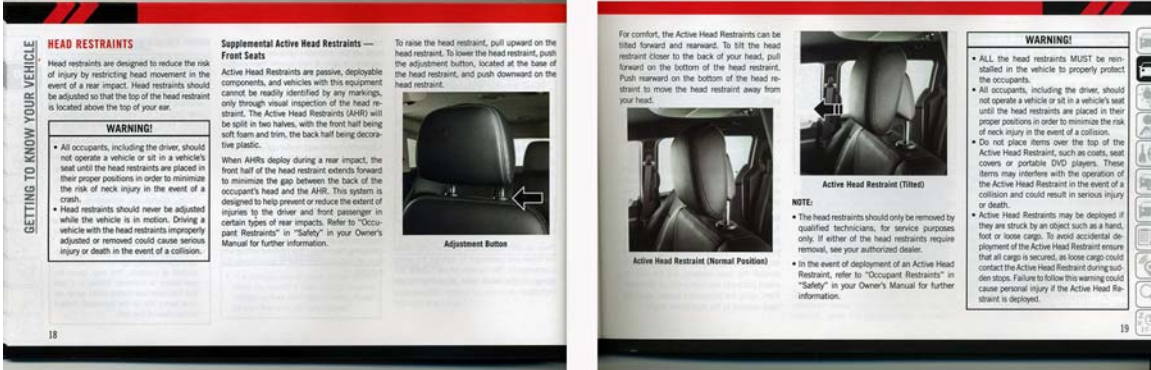 GETTING TO KNOW YOUR VEHICLE
HEAD RESTRAINTS
Head restraints are designed to reduce the risk
of injury by restricting head movement in the
event of a rear impact. Head restraints should
be adjusted so that the top of the head restraint
is located above the top of your ear.
WARNING!
• All occupants, including the driver, should
not operate a vehicle or sit in a vehicle's
seat until the head restraints are placed in
their proper positions in order to minimize
the risk of neck injury in the event of a
crash.
• Head restraints should never be adjusted
while the vehicle is in motion. Driving a
vehicle with the head restraints improperly
adjusted or removed could cause serious
injury or death in the event of a collision.
18
Supplemental Active Head Restraints —
Front Seats
Active Head Restraints are passive, deployable
components, and vehicles with this equipment
cannot be readily identified by any markings,
only through visual inspection of the head re-
straint. The Active Head Restraints (AHR) will
be split in two halves, with the front half being
soft foam and trim, the back half being decora-
tive plastic.
When AHRs deploy during a rear impact, the
front half of the head restraint extends forward
to minimize the gap between the back of the
occupant's head and the AHR. This system is
designed to help prevent or reduce the extent of
injuries to the driver and front passenger in
certain types of rear impacts. Refer to "Occu-
pant Restraints" in "Safety" in your Owner's
Manual for further information.
To raise the head restraint, pull upward on the
head restraint. To lower the head restraint, push
the adjustment button, located at the base of
the head restraint, and push downward on the
head restraint.
Adjustment Button
For comfort, the Active Head Restraints can be
tilted forward and rearward. To tilt the head
restraint closer to the back of your head, pull
forward on the bottom of the head restraint.
Push rearward on the bottom of the head re-
straint to move the head restraint away from
your head.
Active Head Restraint (Normal Position)
Active Head Restraint (Tilted)
NOTE:
• The head restraints should only be removed by
qualified technicians, for service purposes
only. If either of the head restraints require
removal, see your authorized dealer.
• In the event of deployment of an Active Head
Restraint, refer to "Occupant Restraints" in
"Safety" in your Owner's Manual for further
information.
WARNING!
• ALL the head restraints MUST be rein-
stalled in the vehicle to properly protect
the occupants.
• All occupants, including the driver, should
not operate a vehicle or sit in a vehicle's seat
until the head restraints are placed in their
proper positions in order to minimize the risk
of neck injury in the event of a collision.
• Do not place items over the top of the
Active Head Restraint, such as coats, seat
covers or portable DVD players. These
items may interfere with the operation of
the Active Head Restraint in the event of a
collision and could result in serious injury
or death.
• Active Head Restraints may be deployed if
they are struck by an object such as a hand,
foot or loose cargo. To avoid accidental de-
ployment of the Active Head Restraint ensure
that all cargo is secured, as loose cargo could
contact the Active Head Restraint during sud-
den stops. Failure to follow this warning could
cause personal injury if the Active Head Re-
straint is deployed.
19